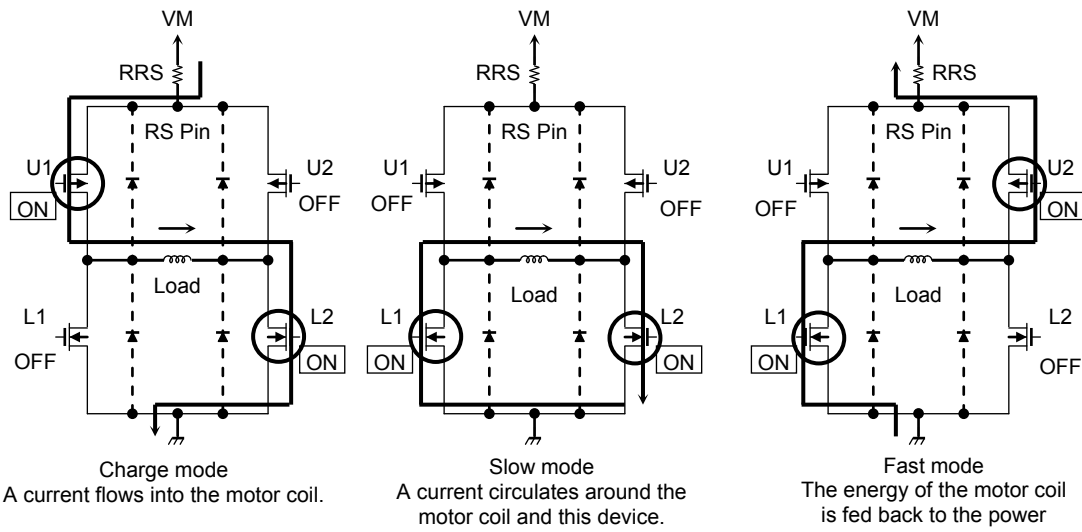 VM
RRS
RS Pin
U1
ON
U2
OFF
Load
L1
OFF
L2
ON
Charge mode
A current flows into the motor coil.
VM
RRS
RS Pin
U1
OFF
U2
OFF
Load
L1
ON
L2
ON
Slow mode
A current circulates around the
motor coil and this device.
VM
RRS
RS Pin
U1
OFF
U2
ON
Load
L1
ON
L2
OFF
Fast mode
The energy of the motor coil
is fed back to the power